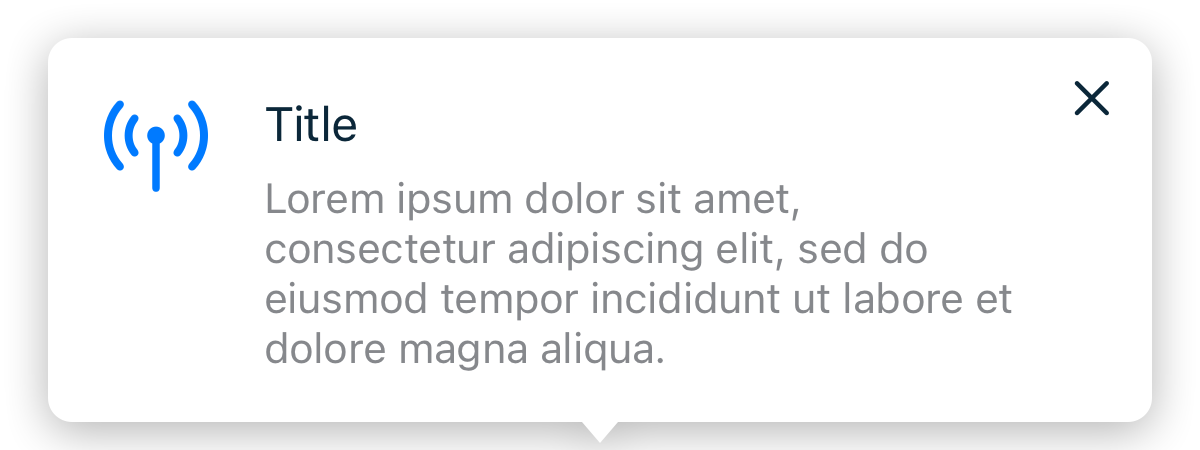 Title
Lorem ipsum dolor sit amet,
consectetur adipiscing elit, sed do
eiusmod tempor incididunt ut labore et
dolore magna aliqua.